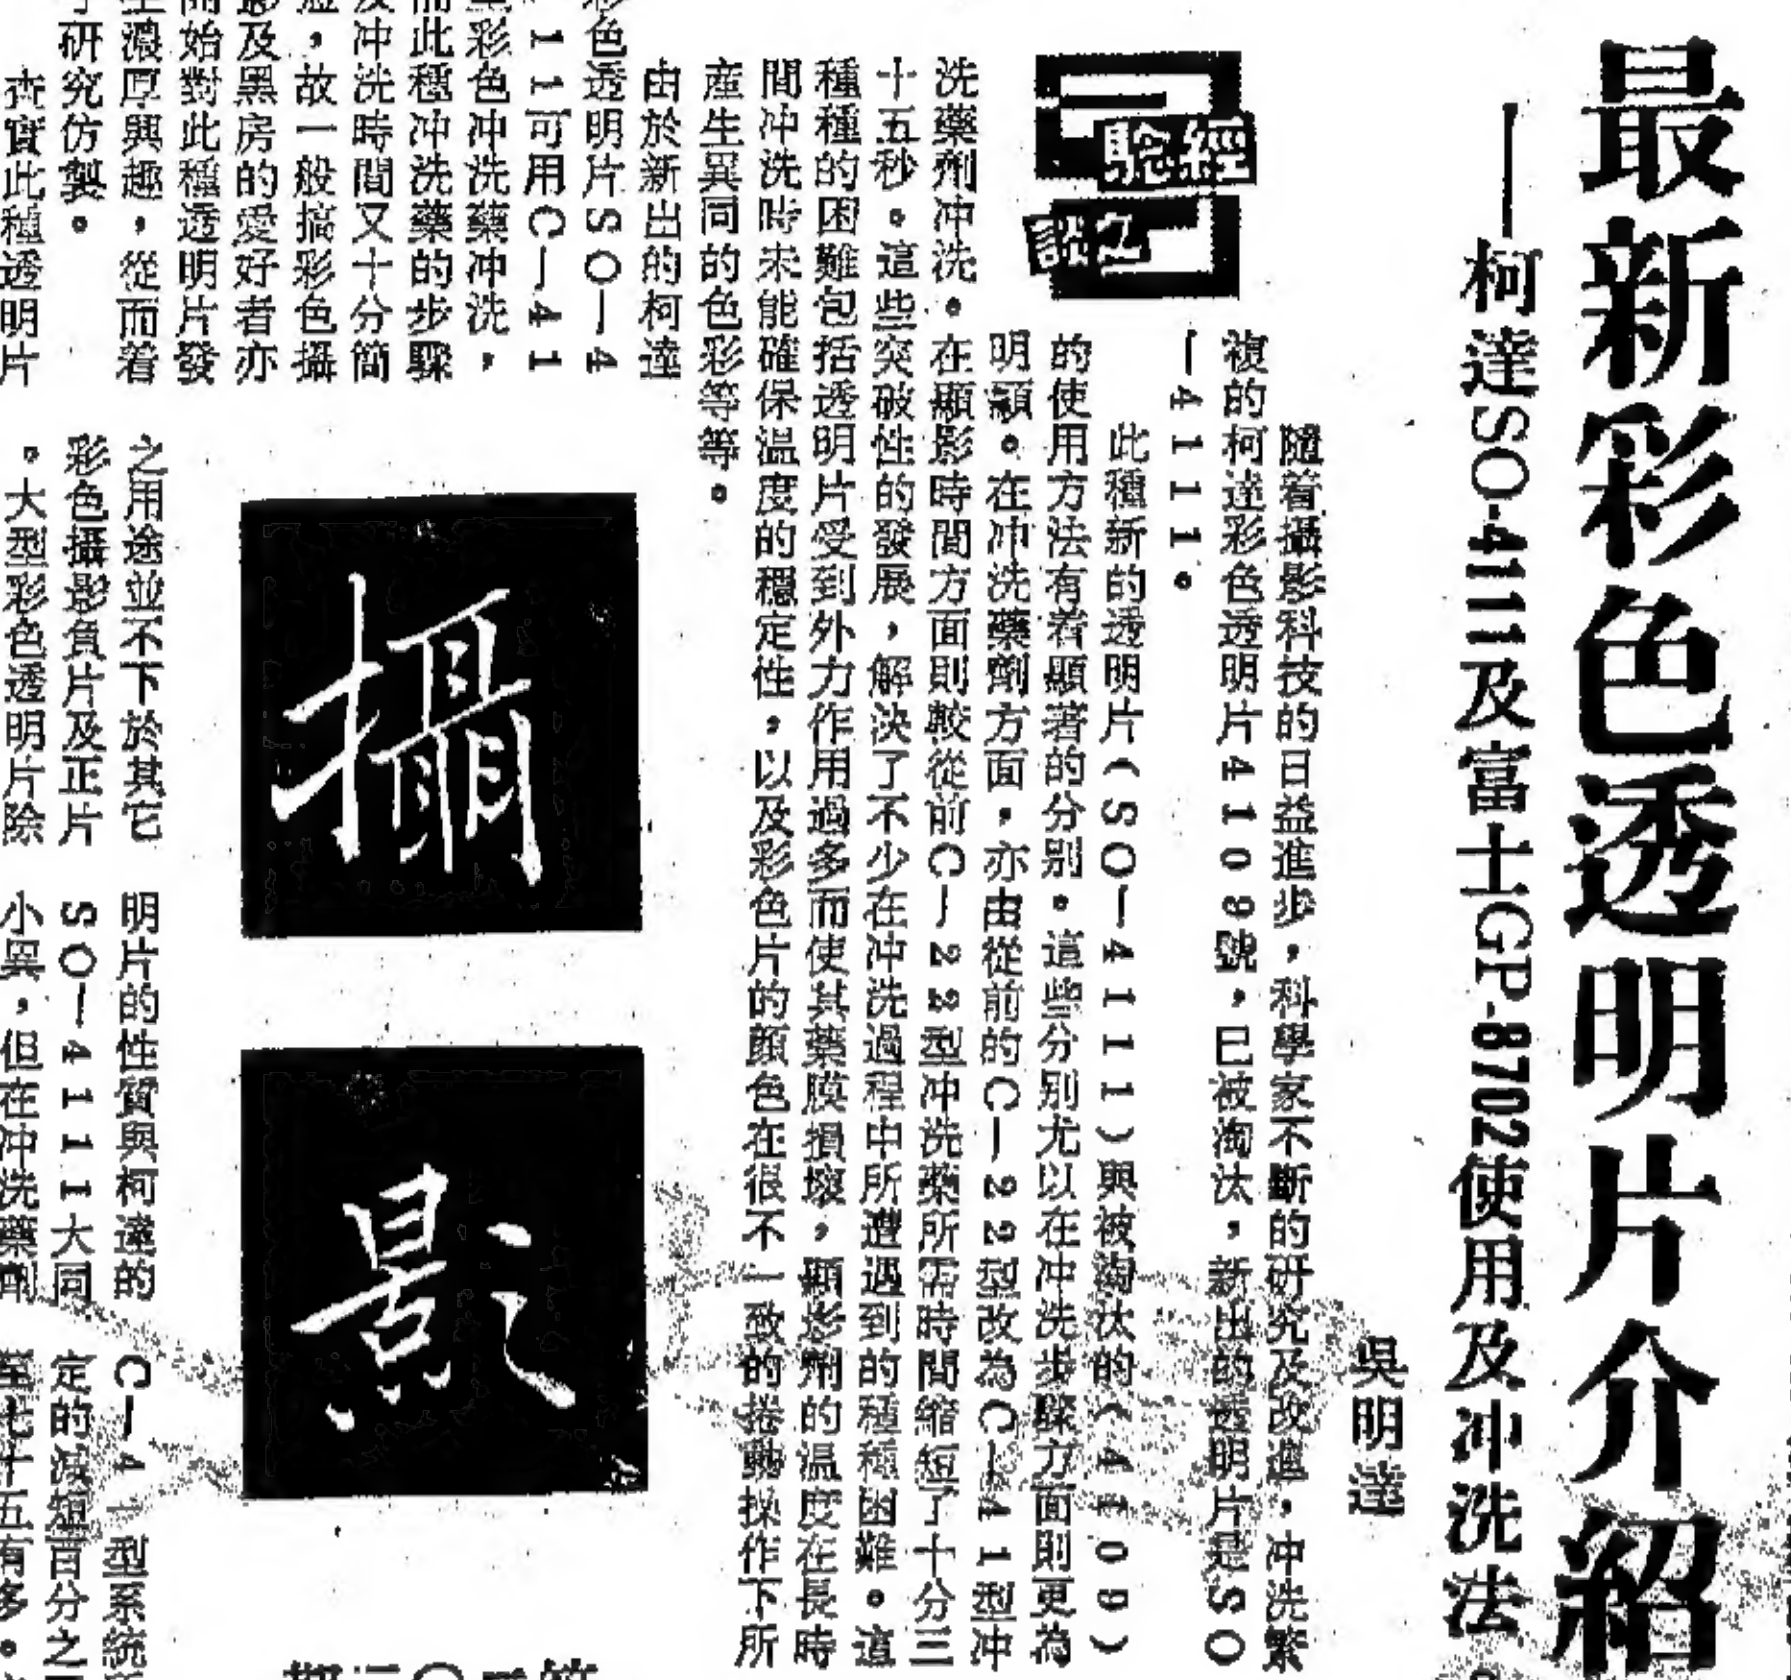 最新彩色透明片介紹
——柯達SO-4111及富士GP-8702使用及冲洗法
吳明達
經驗
之談
隨着攝影科技的日益進步，科學家不斷的研究及改進，冲洗繁
複的柯達彩色透明片4109號，已被淘汰，新出的透明片是SO
—4111。
此種新的透明片(SO—4111)與被淘汰的(4109)
的使用方法有着顯著的分別。這些分別尤以在冲洗步驟方面則更為
明顯。在冲洗藥劑方面，亦由從前的C—22型改為C—41型冲
洗藥劑冲洗。在顯影時間方面則較從前C—22型冲洗藥所需時間縮短了十分三
十五秒。這些突破性的發展，解決了不少在冲洗過程中所遭遇到的種種困難。這
種種的困難包括透明片受到外力作用過多而使其藥膜損壞，顯影劑的温度在長時
間冲洗時未能確保温度的穩定性，以及彩色片的顏色在很不一致的捲動操作下所
產生異同的色彩等等。
由於新出的柯達
彩色透明片SO—4
111可用C—41
彩色冲洗藥冲洗，
而此種冲洗藥的步驟
及冲洗時間又十分簡
，故一般搞彩色攝
影及黑房的愛好者亦
開始對此種透明片發
生濃厚興趣，從而着
研究仿製。
查實此種透明片
之用途並不下於其它
彩色攝影負片及正片
。大型彩色透明片除
明片的性質與柯達的
SO—4111大同
小異，但在冲洗藥劑
C—41型系統
定的減短百分之
至七十五有多。
攝
影